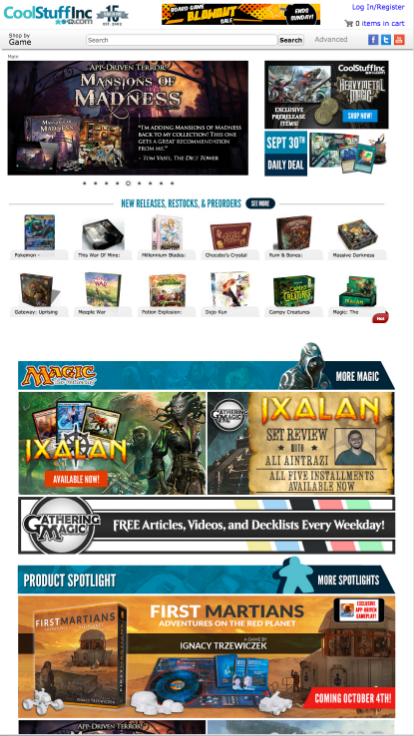 CoolStuffInc
.com
15
BOARD GAME
BLOWOUT
SALE
ENDS
SUNDAY!
Log In/Register
0 items in cart
Shop by
Game
Search
Search
Advanced
Mate
APP-DRIVEN TERROR!
MANSIONS OF
MADNESS
"I'M ADDING MANSIONS OF MADNESS
BACK TO MY COLLECTION! THIS ONE
GETS A GREAT RECOMMENDATION
FROM ME."
- TOM VASEL, THE DICE TOWER
CoolStuffInc
HEAVY METAL
MAGIC
EXCLUSIVE
PRERELEASE
ITEMS!
SHOP NOW!
SEPT 30TH
DAILY DEAL
NEW RELEASES, RESTOCKS, & PREORDERS
SEE MORE
Pokemon -
This War Of Mine:
Millennium Blades:
Chocobo's Crystal
Rum & Bones:
Massive Darkness
Gateway: Uprising
Meeple War
Potion Explosion:
Dojo Kun
Campy Creatures
Magic: The
Hot
MAGIC
The Gathering
MORE MAGIC
IXALAN
AVAILABLE NOW!
GATHERING
MAGIC
IXALAN
SET REVIEW
WITH
ALI AINTRAZI
ALL FIVE INSTALLMENTS
AVAILABLE NOW
GATHERING
MAGIC
FREE Articles, Videos, and Decklists Every Weekday!
PRODUCT SPOTLIGHT
MORE SPOTLIGHTS
FIRST MARTIANS
FIRST MARTIANS
ADVENTURES ON THE RED PLANET
A GAME BY
IGNACY TRZEWICZEK
EXCLUSIVE
APP-DRIVEN
GAMEPLAY!
IGNACY TRZEWICZEK
COMING OCTOBER 4TH!
APP-DRIVEN TERROR!